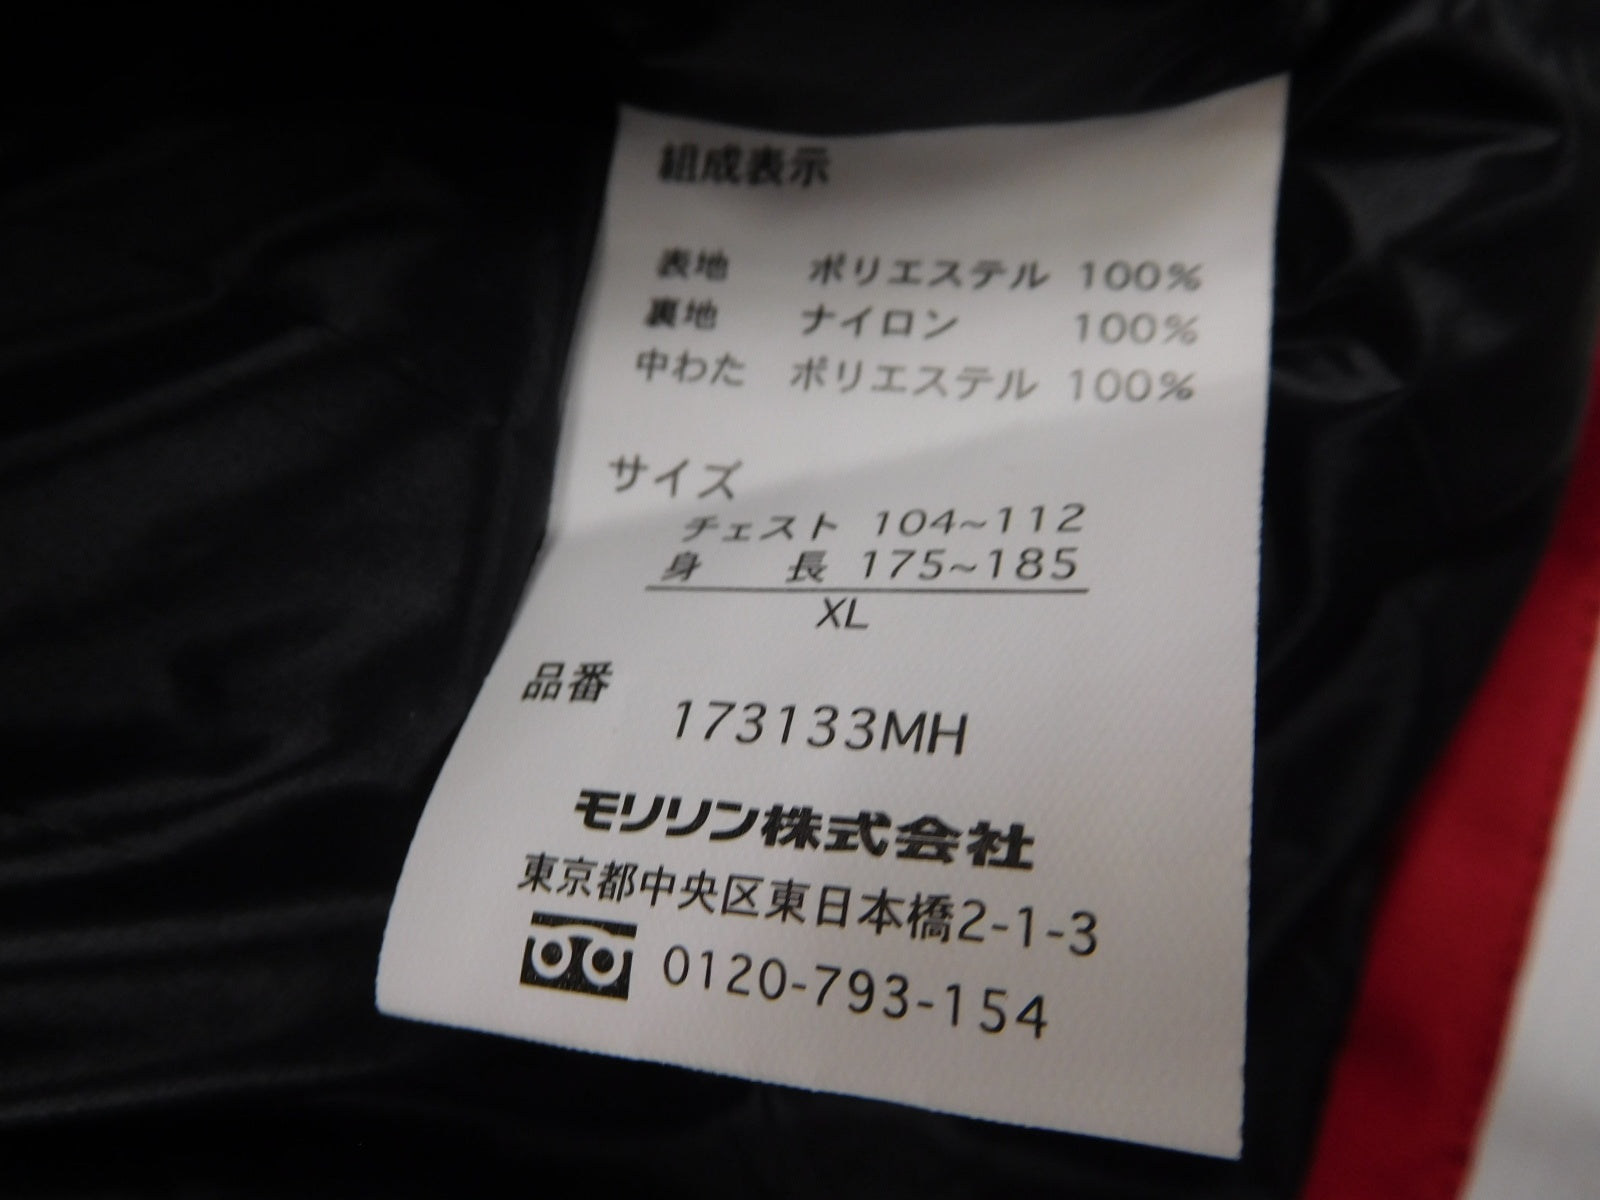 組成表示
表地 ポリエステル 100%
裏地 ナイロン 100%
中わた ポリエステル 100%
サイズ
チェスト 104~112
身 長 175~185
XL
品番
173133MH
モリリン株式会社
東京都中央区東日本橋2-1-3
0120-793-154